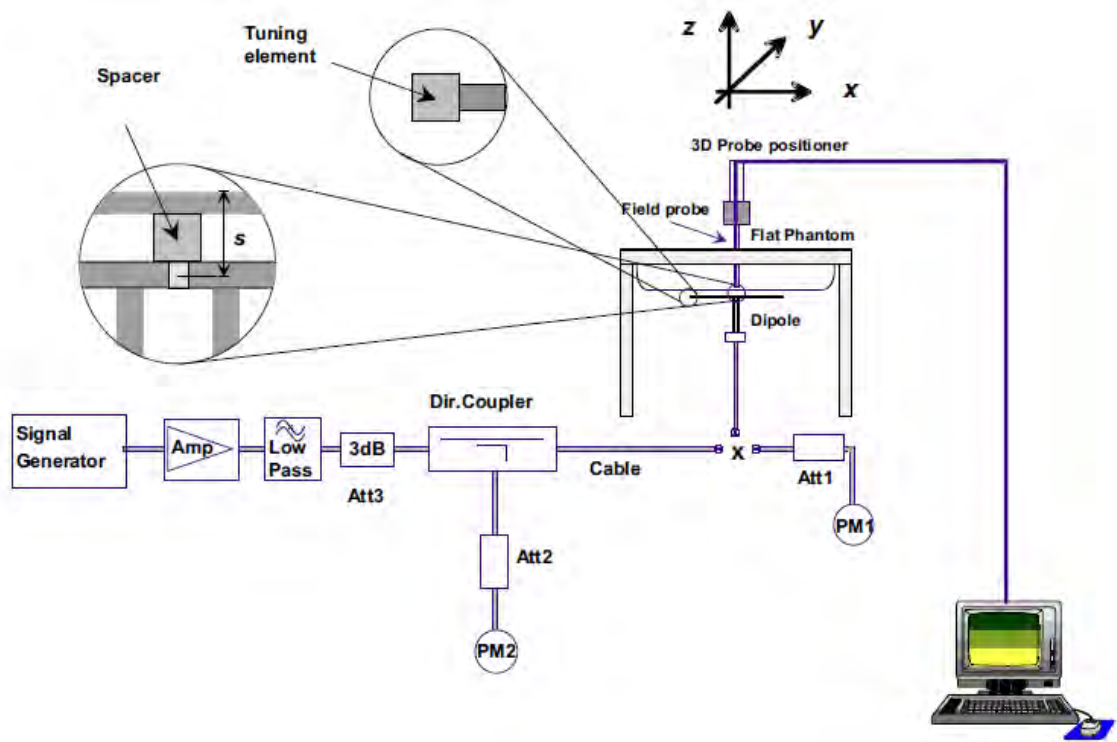 Tuning
element
Spacer
s
z
y
x
3D Probe positioner
Field probe
Flat Phantom
Dipole
Dir.Coupler
Signal
Generator
Amp
Low
Pass
3dB
Att3
Cable
x
Att1
PM1
Att2
PM2